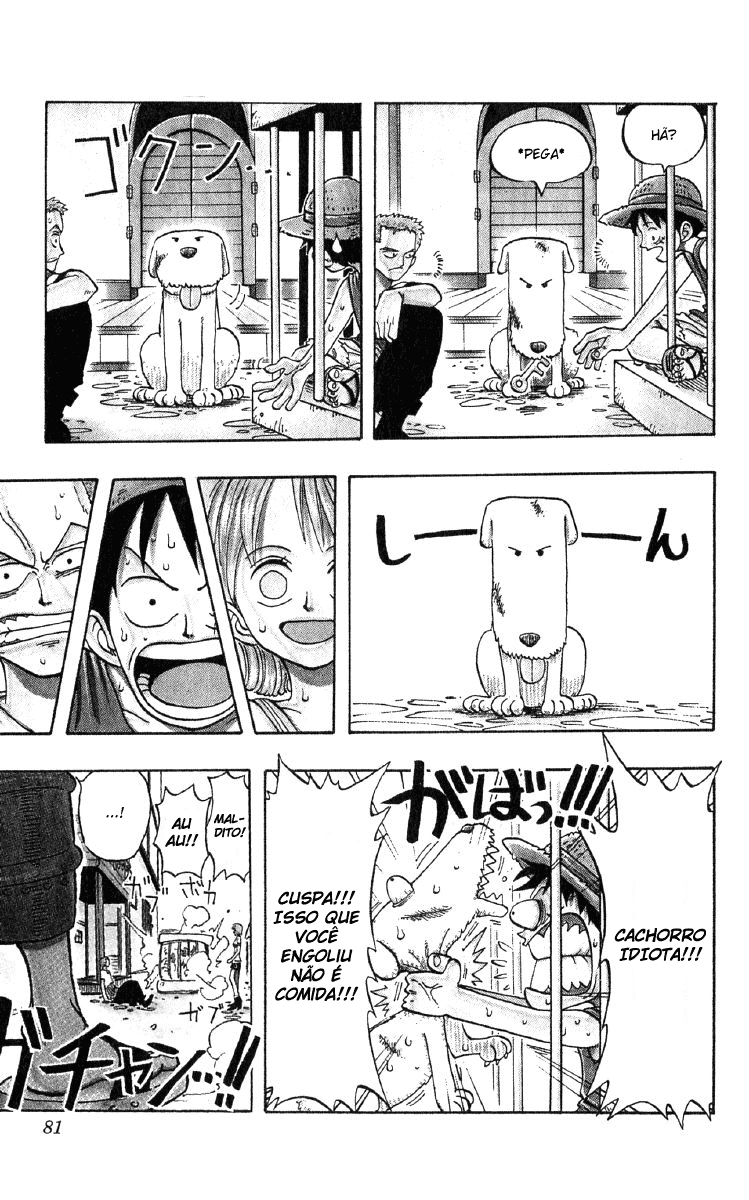 HÃ?
*PEGA*
ゴクーン...
しーーん
がばっ!!!
CACHORRO
IDIOTA!!!
CUSPA!!!
ISSO QUE
VOCÊ
ENGOLIU
NÃO É
COMIDA!!!
MAL-
DITO!
AU
AU!!
...!
ガチャン!!
81